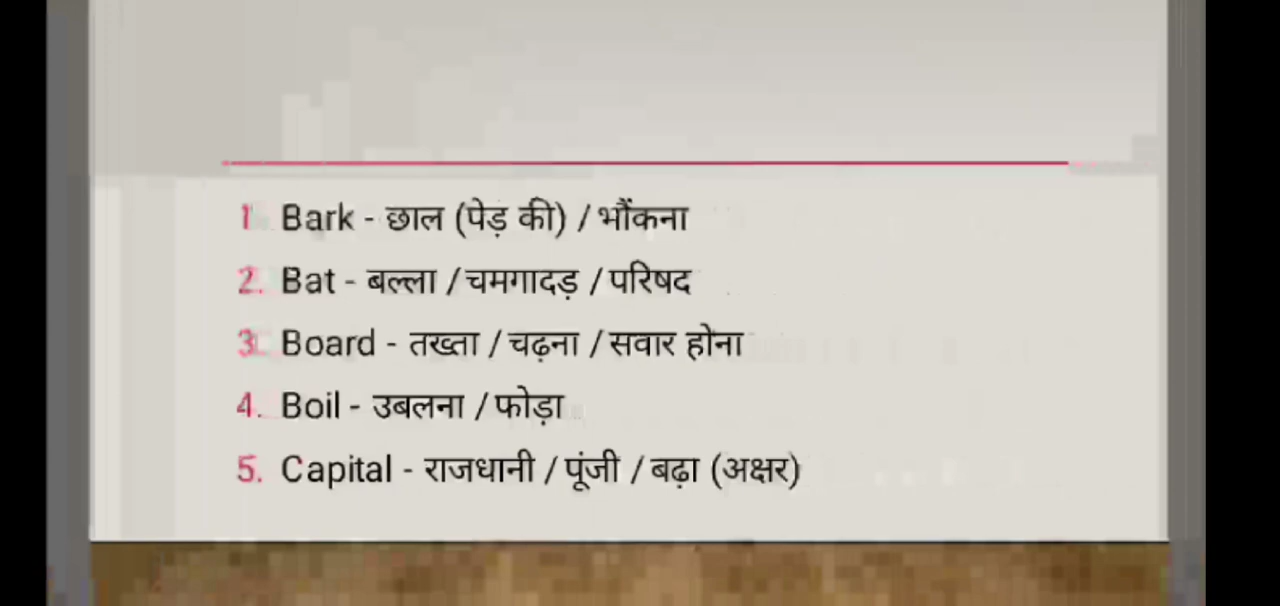 1. Bark - छाल (पेड़ की) / भौंकना
2. Bat - बल्ला / चमगादड़ / परिषद
3. Board - तख्ता / चढ़ना / सवार होना
4. Boil - उबलना / फोड़ा
5. Capital - राजधानी / पूंजी / बढ़ा (अक्षर)